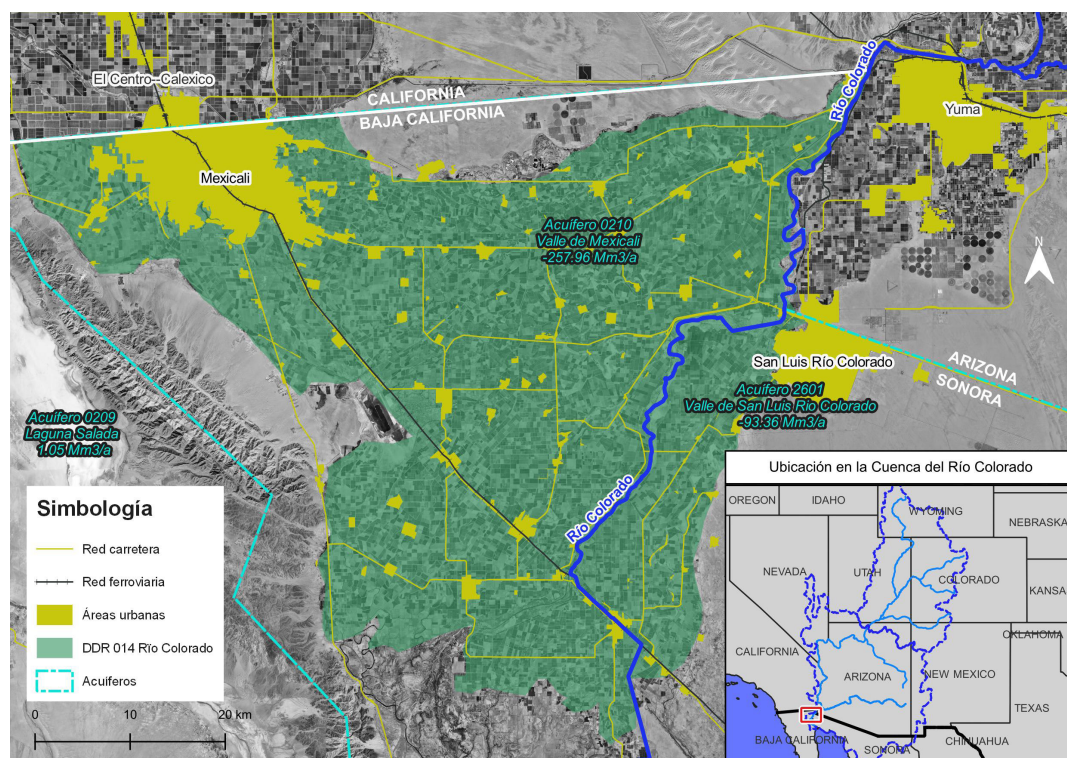 El Centro--Calexico
CALIFORNIA
BAJA CALIFORNIA
Río Colorado
Yuma
Mexicali
Acuífero 0210
Valle de Mexicali
-257.96 Mm3/a
N
San Luis Río Colorado
ARIZONA
SONORA
Acuífero 2601
Valle de San Luis Rio Colorado
-93.36 Mm3/a
Acuífero 0209
Laguna Salada
1.05 Mm3/a
Río Colorado
Simbología
Red carretera
Red ferroviaria
Áreas urbanas
DDR 014 Río Colorado
Acuiferos
0 10 20 km
Ubicación en la Cuenca del Río Colorado
OREGON
IDAHO
WYOMING
NEBRASKA
NEVADA
UTAH
COLORADO
KANSA
OKLAHOMA
CALIFORNIA
ARIZONA
NEW MEXICO
TEXAS
BAJA CALIFORNIA
SONORA
CHIHUAHUA